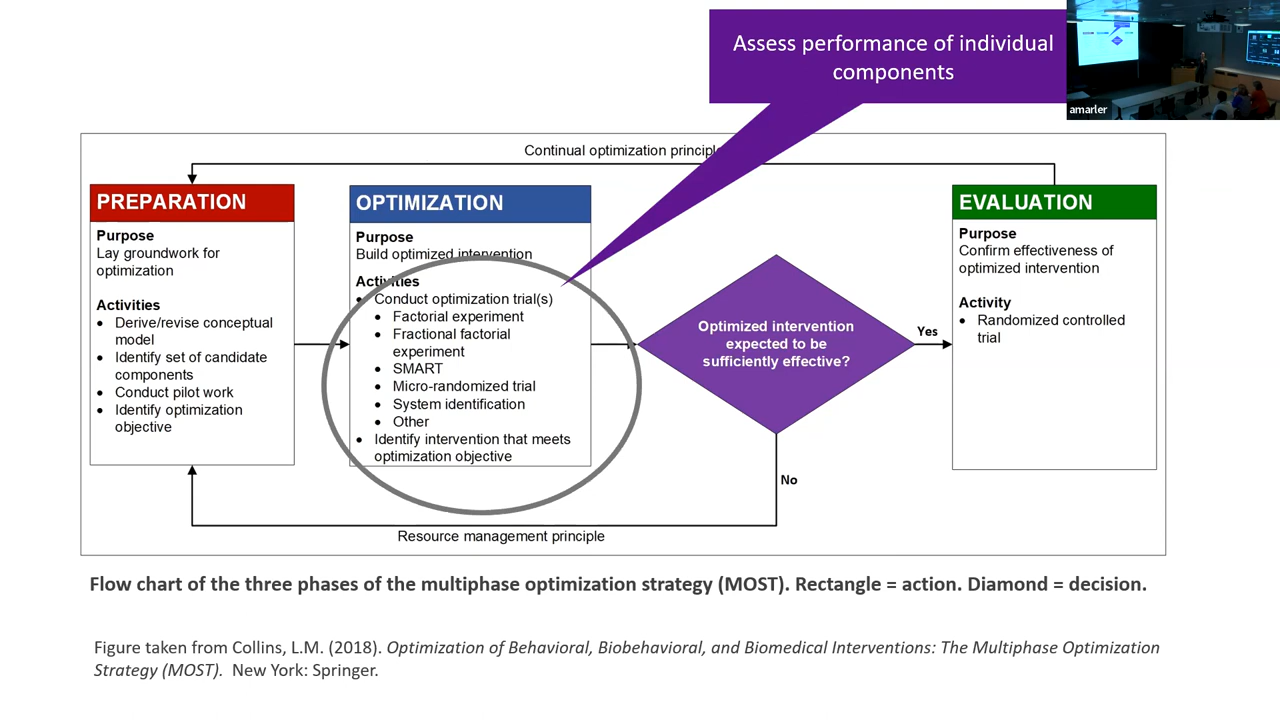 Assess performance of individual
components
amarler
Continual optimization principle
PREPARATION
Purpose
Lay groundwork for
optimization
Activities
• Derive/revise conceptual
model
• Identify set of candidate
components
• Conduct pilot work
• Identify optimization
objective
OPTIMIZATION
Purpose
Build optimized intervention
Activities
• Conduct optimization trial(s)
• Factorial experiment
• Fractional factorial
experiment
• SMART
• Micro-randomized trial
• System identification
• Other
• Identify intervention that meets
optimization objective
Optimized intervention
expected to be
sufficiently effective?
Yes
No
EVALUATION
Purpose
Confirm effectiveness of
optimized intervention
Activity
• Randomized controlled
trial
Resource management principle
Flow chart of the three phases of the multiphase optimization strategy (MOST). Rectangle = action. Diamond = decision.
Figure taken from Collins, L.M. (2018). Optimization of Behavioral, Biobehavioral, and Biomedical Interventions: The Multiphase Optimization
Strategy (MOST). New York: Springer.